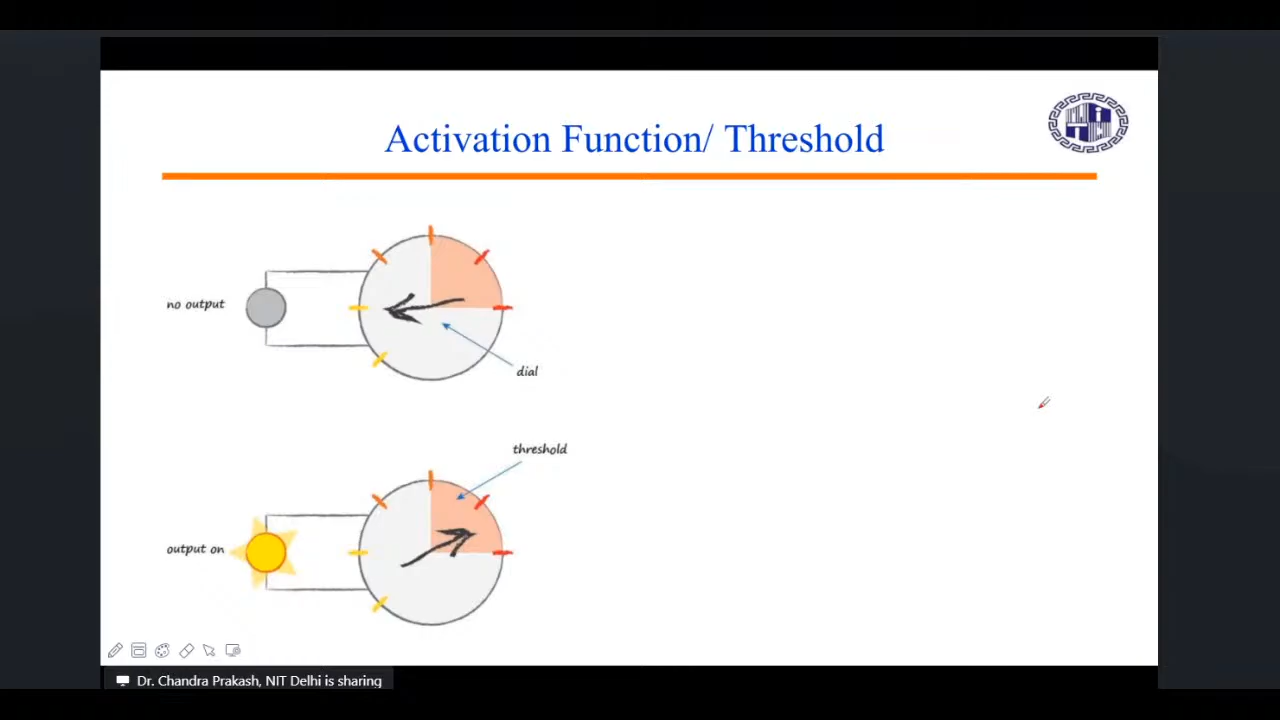 Activation Function/ Threshold
no output
dial
threshold
output on
Dr. Chandra Prakash, NIT Delhi is sharing